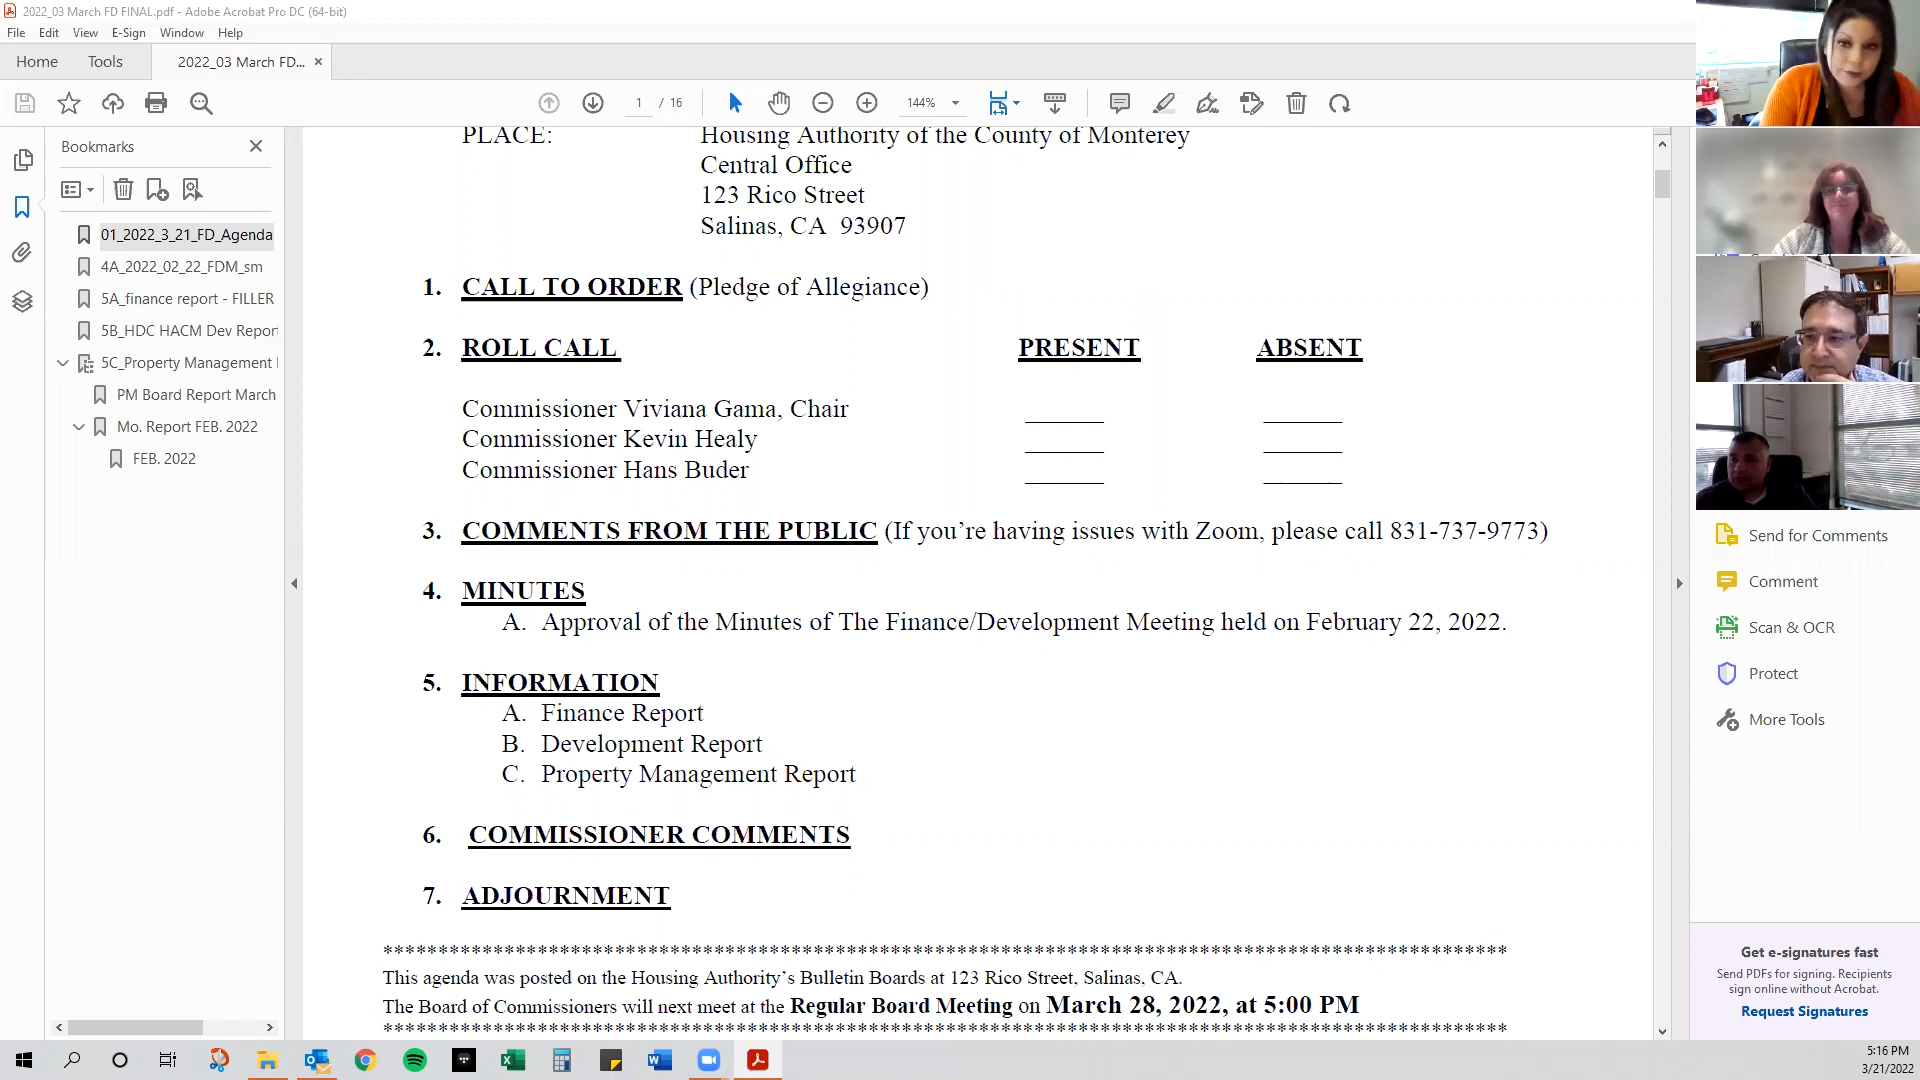 2022_03 March FD FINAL.pdf - Adobe Acrobat Pro DC (64-bit)
File Edit View E-Sign Window Help
Home Tools 2022_03 March FD... ×
1 / 16 144%
Bookmarks
01_2022_3_21_FD_Agenda
4A_2022_02_22_FDM_sm
5A_finance report - FILLER
5B_HDC HACM Dev Report
5C_Property Management
PM Board Report March
Mo. Report FEB. 2022
FEB. 2022
PLACE: Housing Authority of the County of Monterey
Central Office
123 Rico Street
Salinas, CA 93907
1. CALL TO ORDER (Pledge of Allegiance)
2. ROLL CALL PRESENT ABSENT
Commissioner Viviana Gama, Chair ______ ______
Commissioner Kevin Healy ______ ______
Commissioner Hans Buder ______ ______
3. COMMENTS FROM THE PUBLIC (If you’re having issues with Zoom, please call 831-737-9773)
4. MINUTES
A. Approval of the Minutes of The Finance/Development Meeting held on February 22, 2022.
5. INFORMATION
A. Finance Report
B. Development Report
C. Property Management Report
6. COMMISSIONER COMMENTS
7. ADJOURNMENT
This agenda was posted on the Housing Authority’s Bulletin Boards at 123 Rico Street, Salinas, CA.
The Board of Commissioners will next meet at the Regular Board Meeting on March 28, 2022, at 5:00 PM
Send for Comments
Comment
Scan & OCR
Protect
More Tools
Get e-signatures fast
Send PDFs for signing. Recipients
sign online without Acrobat.
Request Signatures
5:16 PM
3/21/2022